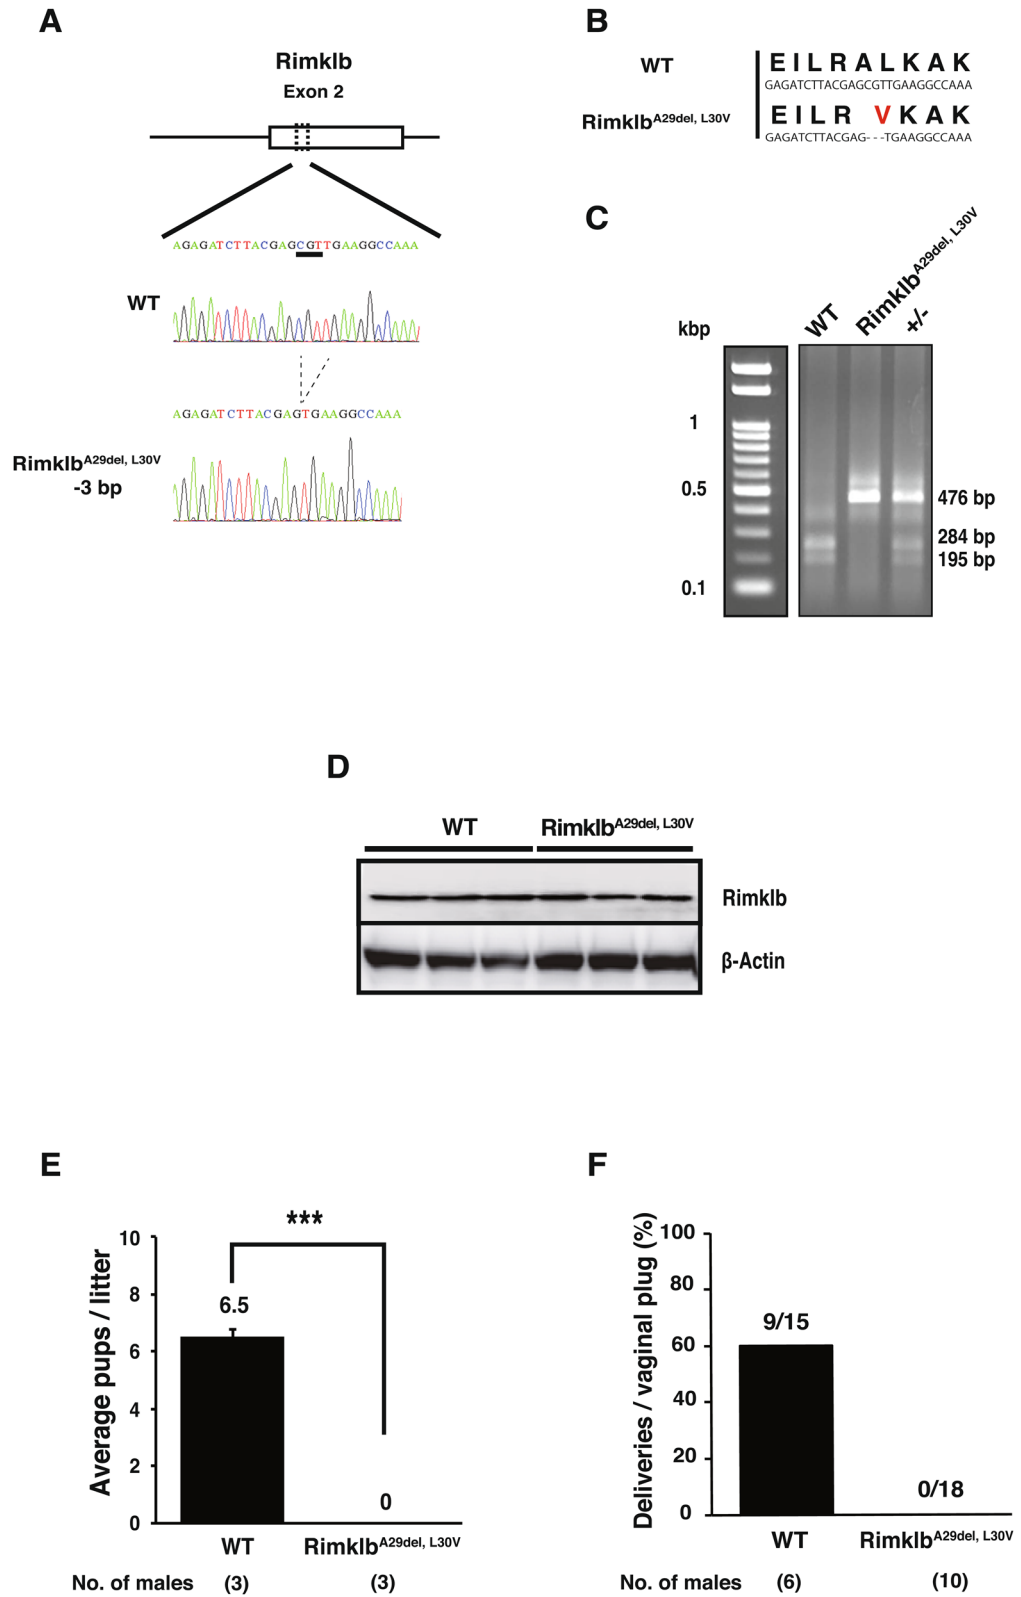 A
Rimklb
Exon 2
AGAGATCTTACGAGCGTTGAAGGCCAAA
WT
AGAGATCTTACGAGTGAAGGCCAAA
RimklbA29del, L30V
-3 bp
B
WT
EILRALKAK
GAGATCTTACGAGCGTTGAAGGCCAAA
RimklbA29del, L30V
EILR VKAK
GAGATCTTACGAG---TGAAGGCCAAA
C
kbp
WT
RimklbA29del, L30V
+/-
1
0.5
0.1
476 bp
284 bp
195 bp
D
WT
RimklbA29del, L30V
Rimklb
β-Actin
E
Average pups / litter
10
8
6
4
2
0
***
6.5
0
WT
RimklbA29del, L30V
No. of males (3) (3)
F
Deliveries / vaginal plug (%)
100
80
60
40
20
0
9/15
0/18
WT
RimklbA29del, L30V
No. of males (6) (10)